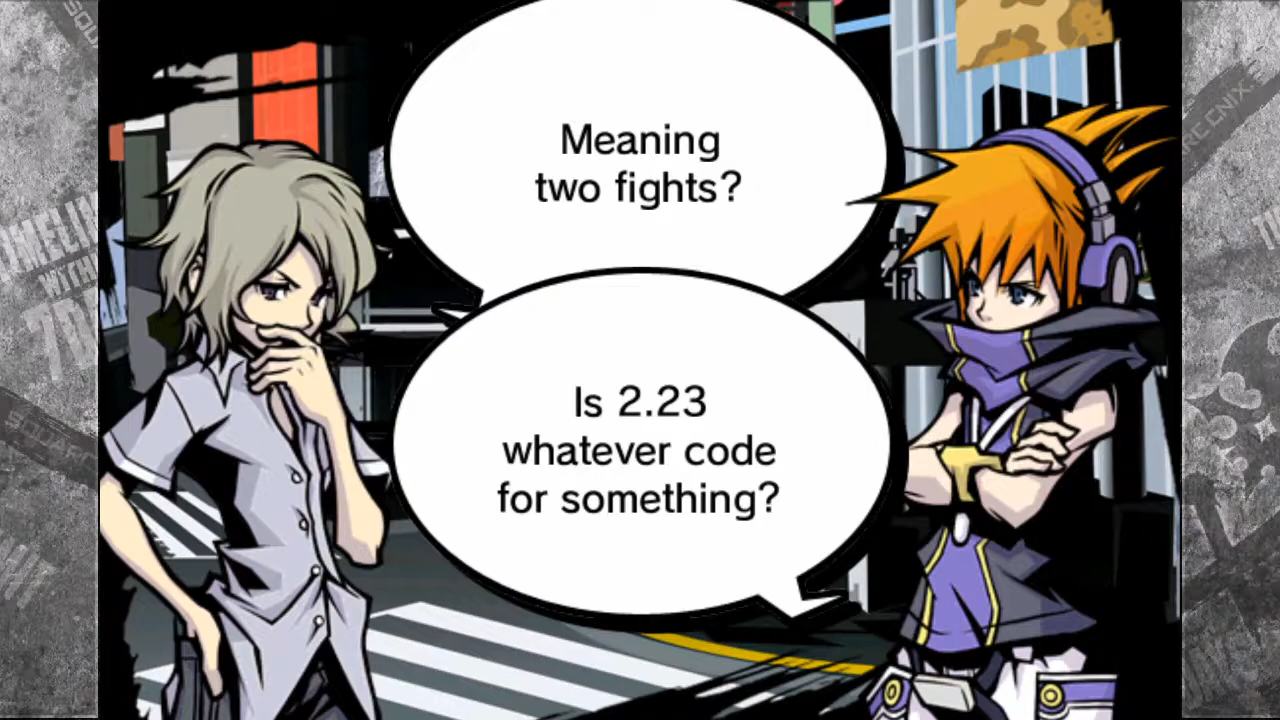 Meaning
two fights?
Is 2.23
whatever code
for something?